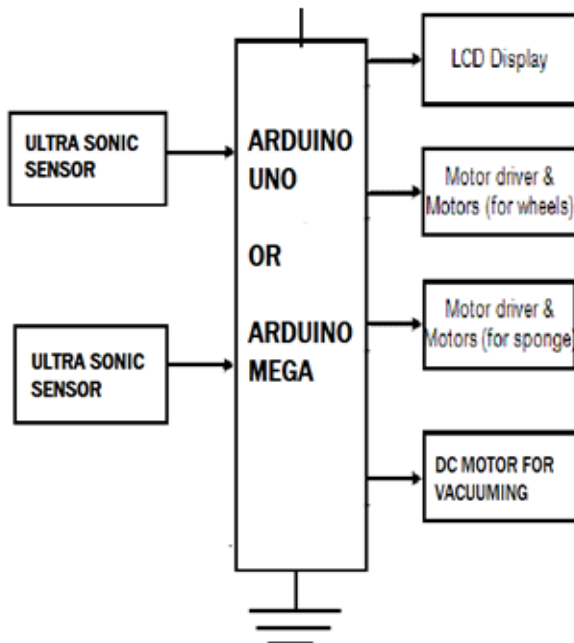 LCD Display
ULTRA SONIC
SENSOR
ARDUINO
UNO
OR
ARDUINO
MEGA
Motor driver &
Motors (for wheels)
Motor driver &
Motors (for sponge)
ULTRA SONIC
SENSOR
DC MOTOR FOR
VACUUMING